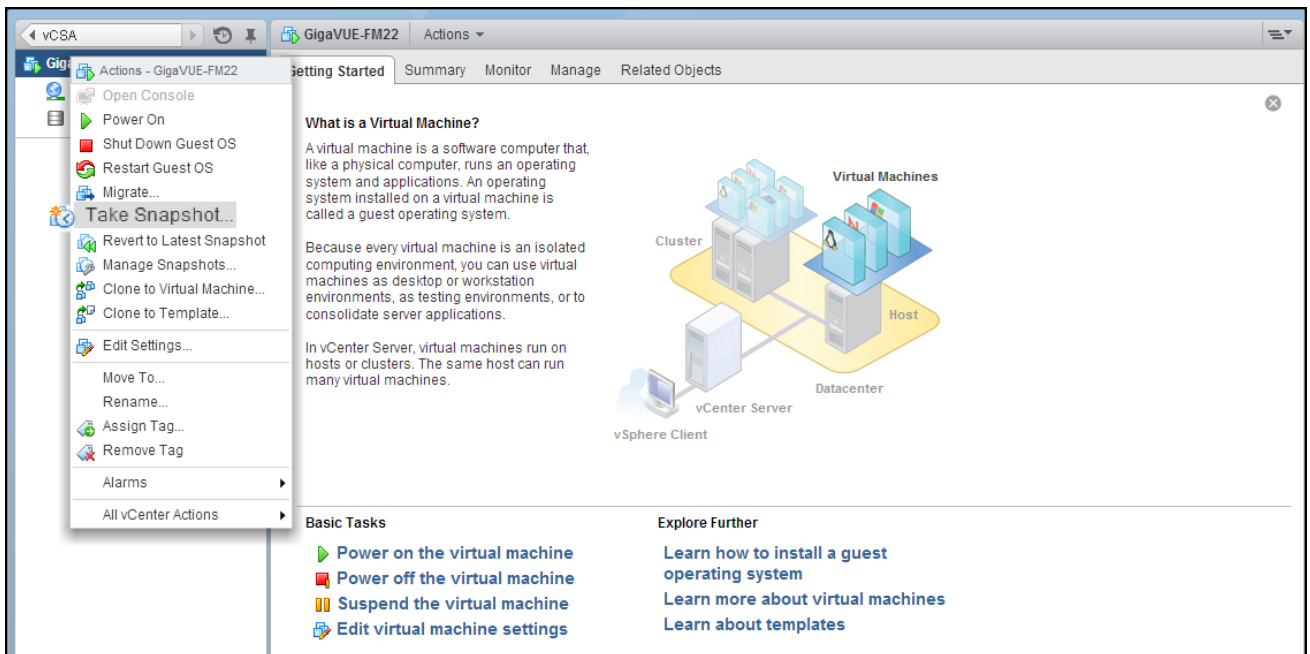 vCSA
GigaVUE-FM22
Actions
Actions - GigaVUE-FM22
Open Console
Power On
Shut Down Guest OS
Restart Guest OS
Migrate...
Take Snapshot...
Revert to Latest Snapshot
Manage Snapshots...
Clone to Virtual Machine...
Clone to Template...
Edit Settings...
Move To...
Rename...
Assign Tag...
Remove Tag
Alarms
All vCenter Actions
Getting Started
Summary
Monitor
Manage
Related Objects
What is a Virtual Machine?
A virtual machine is a software computer that,
like a physical computer, runs an operating
system and applications. An operating
system installed on a virtual machine is
called a guest operating system.
Because every virtual machine is an isolated
computing environment, you can use virtual
machines as desktop or workstation
environments, as testing environments, or to
consolidate server applications.
In vCenter Server, virtual machines run on
hosts or clusters. The same host can run
many virtual machines.
Virtual Machines
Cluster
Host
Datacenter
vCenter Server
vSphere Client
Basic Tasks
Power on the virtual machine
Power off the virtual machine
Suspend the virtual machine
Edit virtual machine settings
Explore Further
Learn how to install a guest
operating system
Learn more about virtual machines
Learn about templates